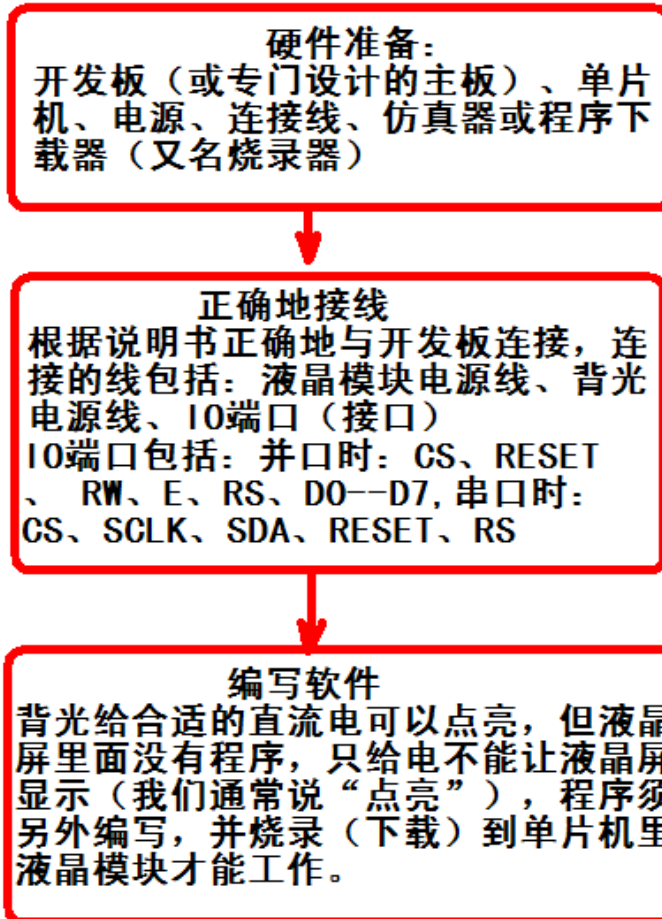 硬件准备：
开发板（或专门设计的主板）、单片
机、电源、连接线、仿真器或程序下
载器（又名烧录器）
正确地接线
根据说明书正确地与开发板连接，连
接的线包括：液晶模块电源线、背光
电源线、IO端口（接口）
IO端口包括：并口时：CS、RESET
、 RW、E、RS、D0--D7,串口时：
CS、SCLK、SDA、RESET、RS
编写软件
背光给合适的直流电可以点亮，但液晶
屏里面没有程序，只给电不能让液晶屏
显示（我们通常说“点亮”），程序须
另外编写，并烧录（下载）到单片机里
液晶模块才能工作。